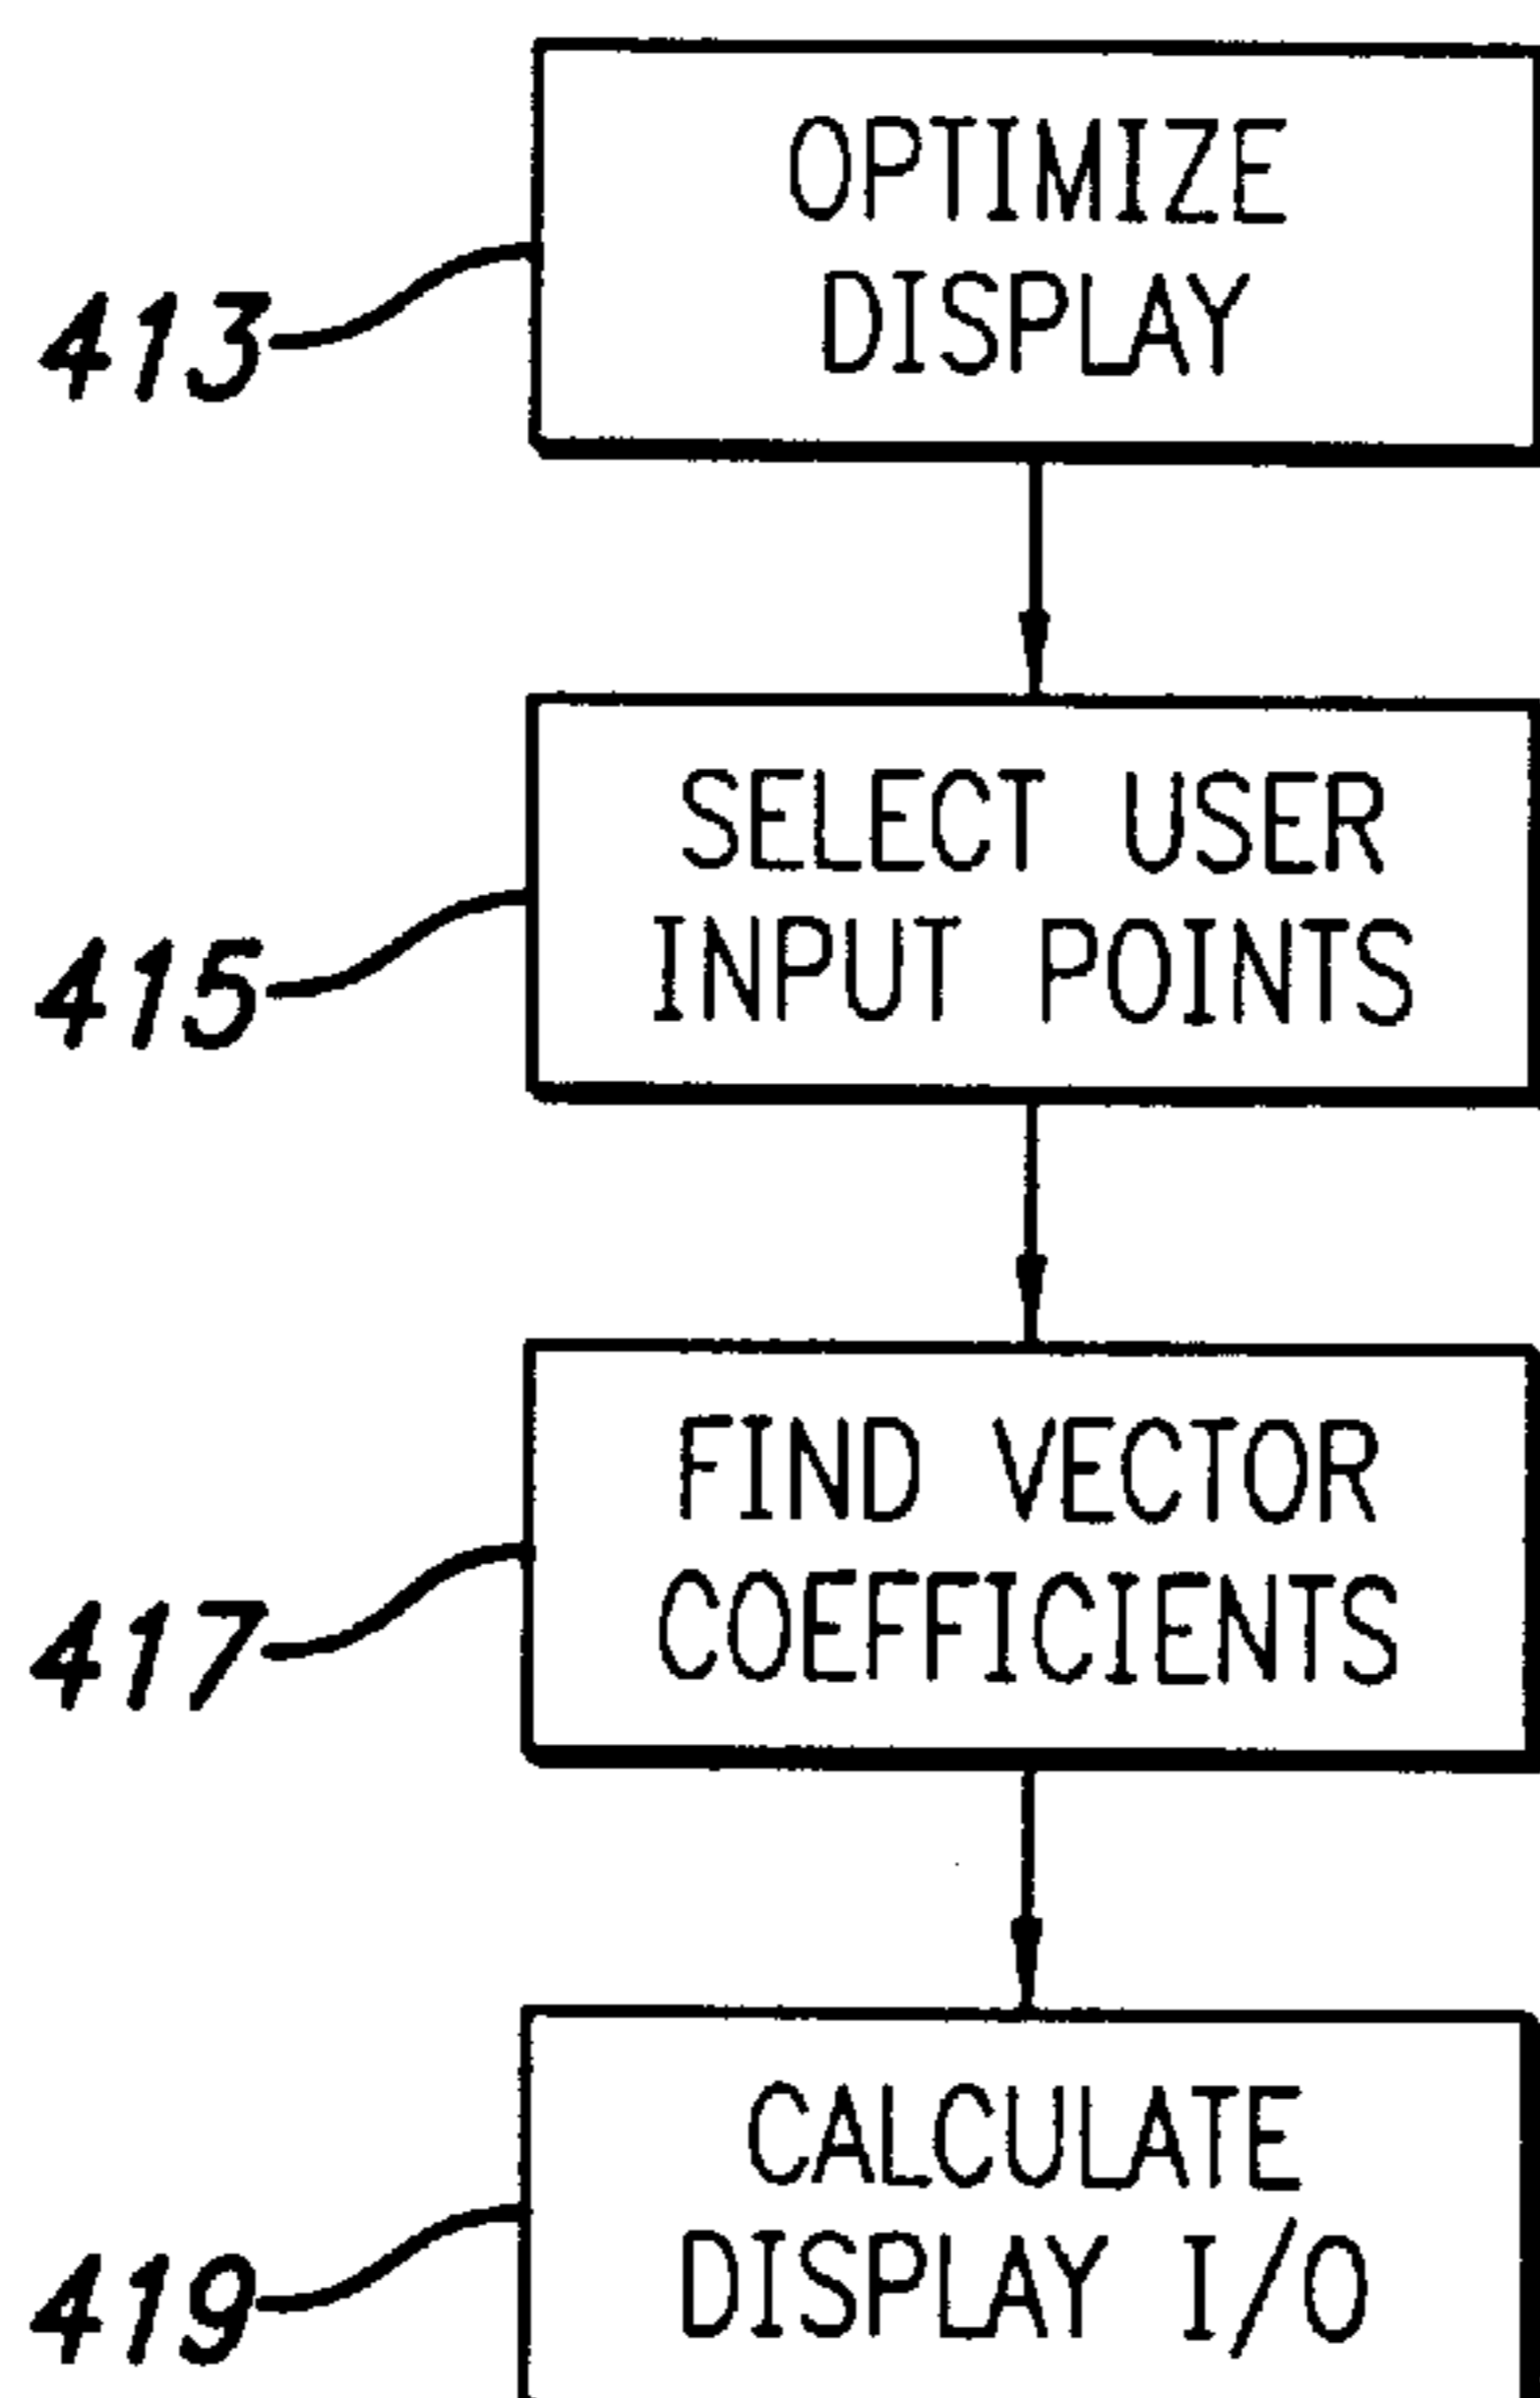 OPTIMIZE
DISPLAY
413
SELECT USER
INPUT POINTS
415
FIND VECTOR
COEFFICIENTS
417
CALCULATE
DISPLAY I/O
419